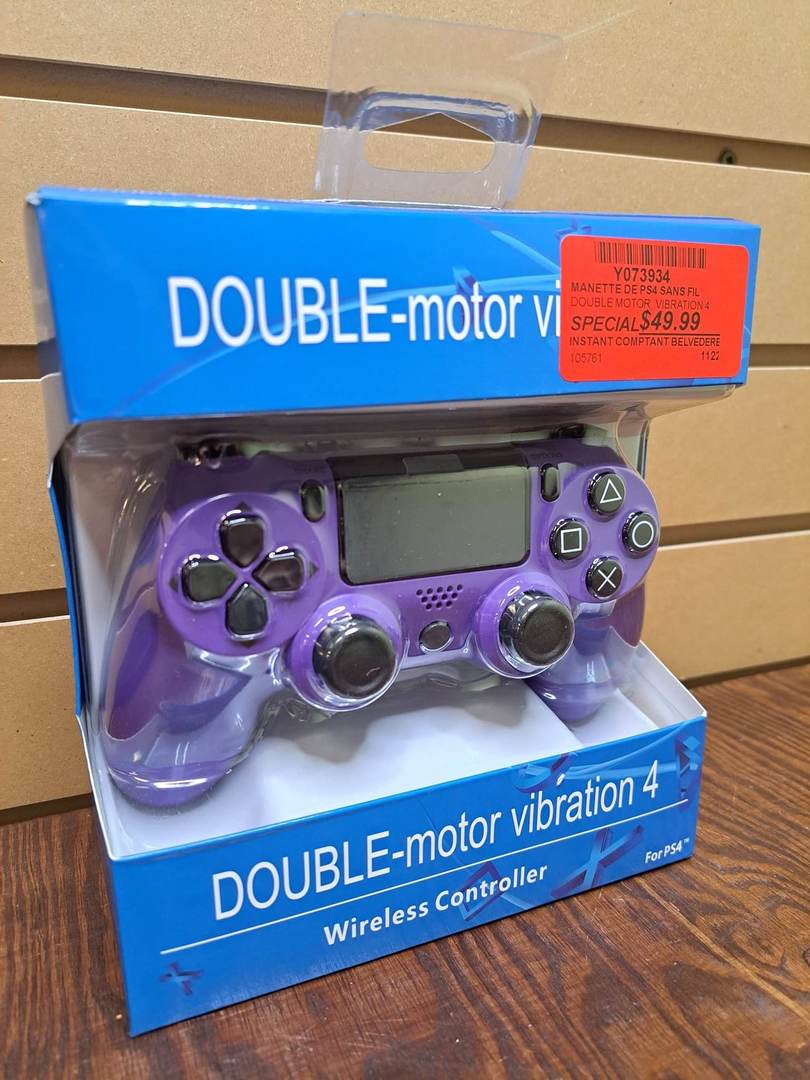 DOUBLE-motor vi
Y073934
MANETTE DE PS4 SANS FIL
DOUBLE MOTOR VIBRATION 4
SPECIAL $49.99
INSTANT COMPTANT BELVEDERE
105761 1122
DOUBLE-motor vibration 4
Wireless Controller
For PS4™